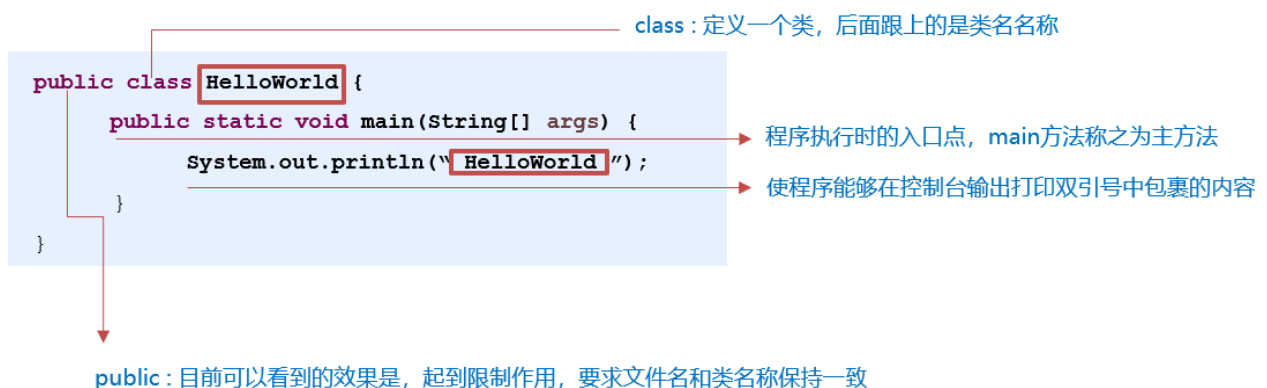 class : 定义一个类，后面跟上的是类名名称
public class HelloWorld {
public static void main(String[] args) {
程序执行时的入口点，main方法称之为主方法
System.out.println(“ HelloWorld ”);
使程序能够在控制台输出打印双引号中包裹的内容
}
}
public : 目前可以看到的效果是，起到限制作用，要求文件名和类名称保持一致